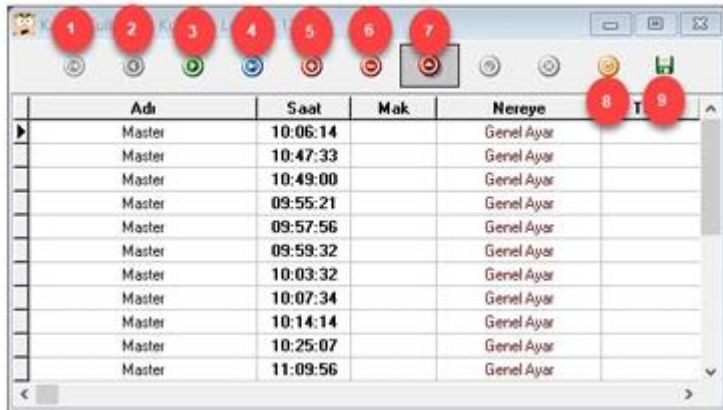 1 2 3 4 5 6 7
8 9
Adı Saat Mak Nereye T
Master 10:06:14 Genel Ayar
Master 10:47:33 Genel Ayar
Master 10:49:00 Genel Ayar
Master 09:55:21 Genel Ayar
Master 09:57:56 Genel Ayar
Master 09:59:32 Genel Ayar
Master 10:03:32 Genel Ayar
Master 10:07:34 Genel Ayar
Master 10:14:14 Genel Ayar
Master 10:25:07 Genel Ayar
Master 11:09:56 Genel Ayar